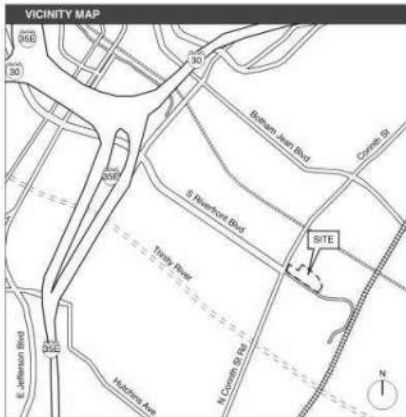 VICINITY MAP
35E
30
30
Botham Jean Blvd
Corinth St
35E
S Riverfront Blvd
SITE
Trinity River
N Corinth St Rd
35E
E Jefferson Blvd
Hutchins Ave
N